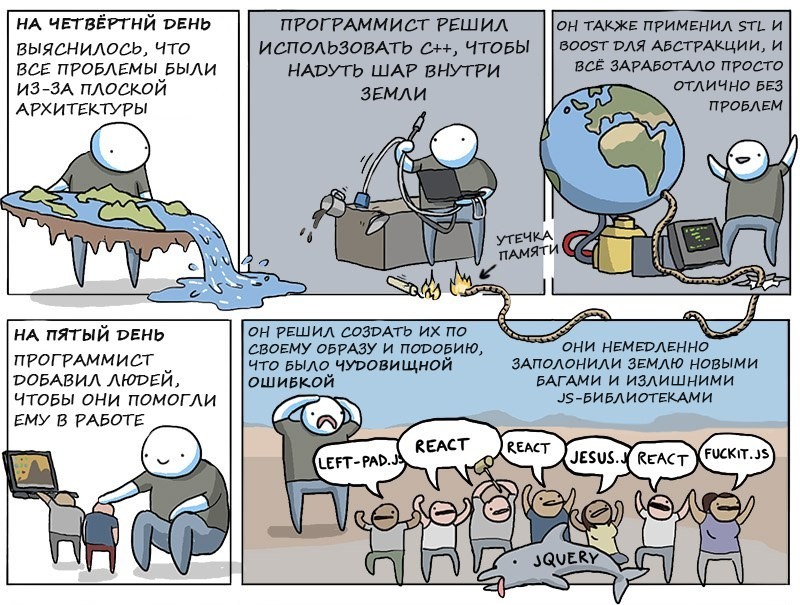 НА ЧЕТВЁРТНЙ ДЕНЬ
ВЫЯСНИЛОСЬ, ЧТО
ВСЕ ПРОБЛЕМЫ БЫЛИ
ИЗ-ЗА ПЛОСКОЙ
АРХИТЕКТУРЫ
ПРОГРАММИСТ РЕШИЛ
ИСПОЛЬЗОВАТЬ C++, ЧТОБЫ
НАДУТЬ ШАР ВНУТРИ
ЗЕМЛИ
ОН ТАКЖЕ ПРИМЕНИЛ STL И
BOOST ДЛЯ АБСТРАКЦИИ, И
ВСЁ ЗАРАБОТАЛО ПРОСТО
ОТЛИЧНО БЕЗ
ПРОБЛЕМ
УТЕЧКА
ПАМЯТИ
НА ПЯТЫЙ ДЕНЬ
ПРОГРАММИСТ
ДОБАВИЛ ЛЮДЕЙ,
ЧТОБЫ ОНИ ПОМОГЛИ
ЕМУ В РАБОТЕ
ОН РЕШИЛ СОЗДАТЬ ИХ ПО
СВОЕМУ ОБРАЗУ И ПОДОБИЮ,
ЧТО БЫЛО ЧУДОВИЩНОЙ
ОШИБКОЙ
ОНИ НЕМЕДЛЕННО
ЗАПОЛОНИЛИ ЗЕМЛЮ НОВЫМИ
БАГАМИ И ИЗЛИШНИМИ
JS-БИБЛИОТЕКАМИ
LEFT-PAD.JS
REACT
REACT
JESUS.J
REACT
FUCKIT.JS
JQUERY